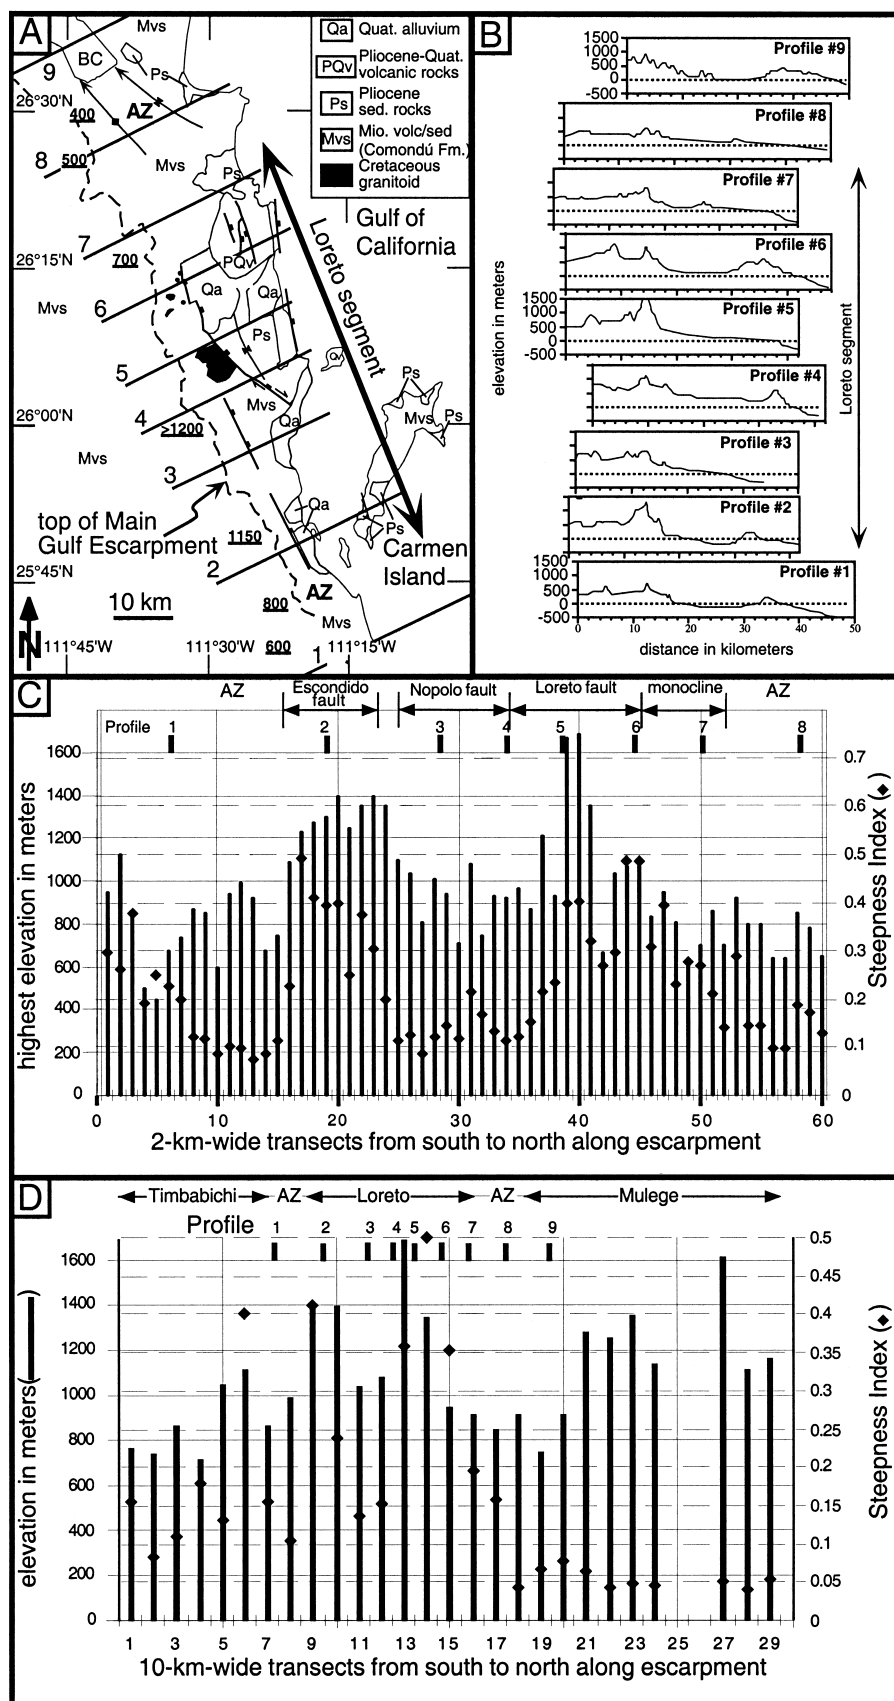 A
Mvs
BC
9
Ps
26°30'N
400
AZ
8
500
Mvs
Ps
7
700
26°15'N
PQv
Qa
Qa
Mvs
6
5
Ps
Q
4
Mvs
Ps
26°00'N
>1200
Qa
Mvs
Ps
Mvs
3
top of Main
Gulf Escarpment
Qa
1150
Ps
Carmen
Island
25°45'N
2
AZ
10 km
800
Mvs
N
111°45'W
111°30'W
111°15'W
600
1
Loreto segment
Gulf of
California
Qa Quat. alluvium
PQv Pliocene-Quat.
volcanic rocks
Ps Pliocene
sed. rocks
Mvs Mio. volc/sed
(Comondú Fm.)
Cretaceous
granitoid
B
1500
1000
500
0
-500
Profile #9
Profile #8
Profile #7
Profile #6
1500
1000
500
0
-500
Profile #5
Profile #4
Profile #3
Profile #2
1500
1000
500
0
-500
Profile #1
0 10 20 30 40 50
distance in kilometers
elevation in meters
Loreto segment
C
AZ
Escondido
fault
Nopolo fault
Loreto fault
monocline
AZ
Profile 1 2 3 4 5 6 7 8
1600
1400
1200
1000
800
600
400
200
0
highest elevation in meters
0.7
0.6
0.5
0.4
0.3
0.2
0.1
0
Steepness Index (◆)
0 10 20 30 40 50 60
2-km-wide transects from south to north along escarpment
D
Timbabichi AZ Loreto AZ Mulege
Profile 1 2 3 4 5 6 7 8 9
1600
1400
1200
1000
800
600
400
200
0
elevation in meters( )
0.5
0.45
0.4
0.35
0.3
0.25
0.2
0.15
0.1
0.05
0
Steepness Index (◆)
1 3 5 7 9 11 13 15 17 19 21 23 25 27 29
10-km-wide transects from south to north along escarpment